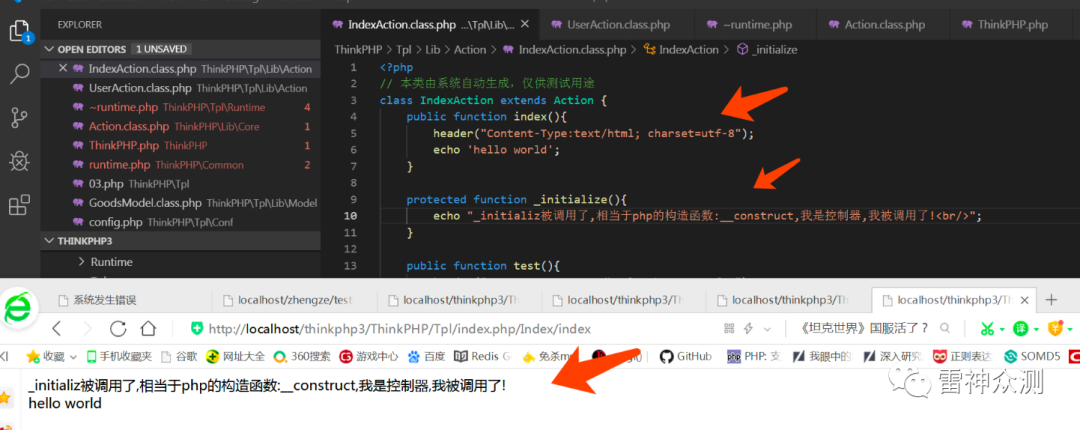 EXPLORER
OPEN EDITORS 1 UNSAVED
IndexAction.class.php ThinkPHP\Tpl\Lib\Action
UserAction.class.php ThinkPHP\Tpl\Lib\Action
~runtime.php ThinkPHP\Tpl\Runtime 4
Action.class.php ThinkPHP\Lib\Core 1
ThinkPHP.php ThinkPHP 1
runtime.php ThinkPHP\Common 2
03.php ThinkPHP\Tpl
GoodsModel.class.php ThinkPHP\Tpl\Lib\Model
config.php ThinkPHP\Tpl\Conf
THINKPHP3
Runtime
1
IndexAction.class.php ...\Tpl\Lib\... UserAction.class.php ~runtime.php Action.class.php ThinkPHP.php
ThinkPHP > Tpl > Lib > Action > IndexAction.class.php > IndexAction > _initialize
1 <?php
2 // 本类由系统自动生成，仅供测试用途
3 class IndexAction extends Action {
4 public function index(){
5 header("Content-Type:text/html; charset=utf-8");
6 echo 'hello world';
7 }
8
9 protected function _initialize(){
10 echo "_initializ被调用了,相当于php的构造函数:__construct,我是控制器,我被调用了!<br/>";
11 }
12
13 public function test(){
系统发生错误 localhost/zhengze/test localhost/thinkphp3/Th localhost/thinkphp3/Th localhost/thinkphp3/Th localhost/thinkphp3/Th
http://localhost/thinkphp3/ThinkPHP/Tpl/index.php/Index/index 《坦克世界》国服活了？
收藏 手机收藏夹 谷歌 网址大全 360搜索 游戏中心 百度 Redis G 免杀 GitHub PHP: 支 我眼中的 深入研究 正则表达 SOMD5
_initializ被调用了,相当于php的构造函数:__construct,我是控制器,我被调用了!
hello world
雷神众测